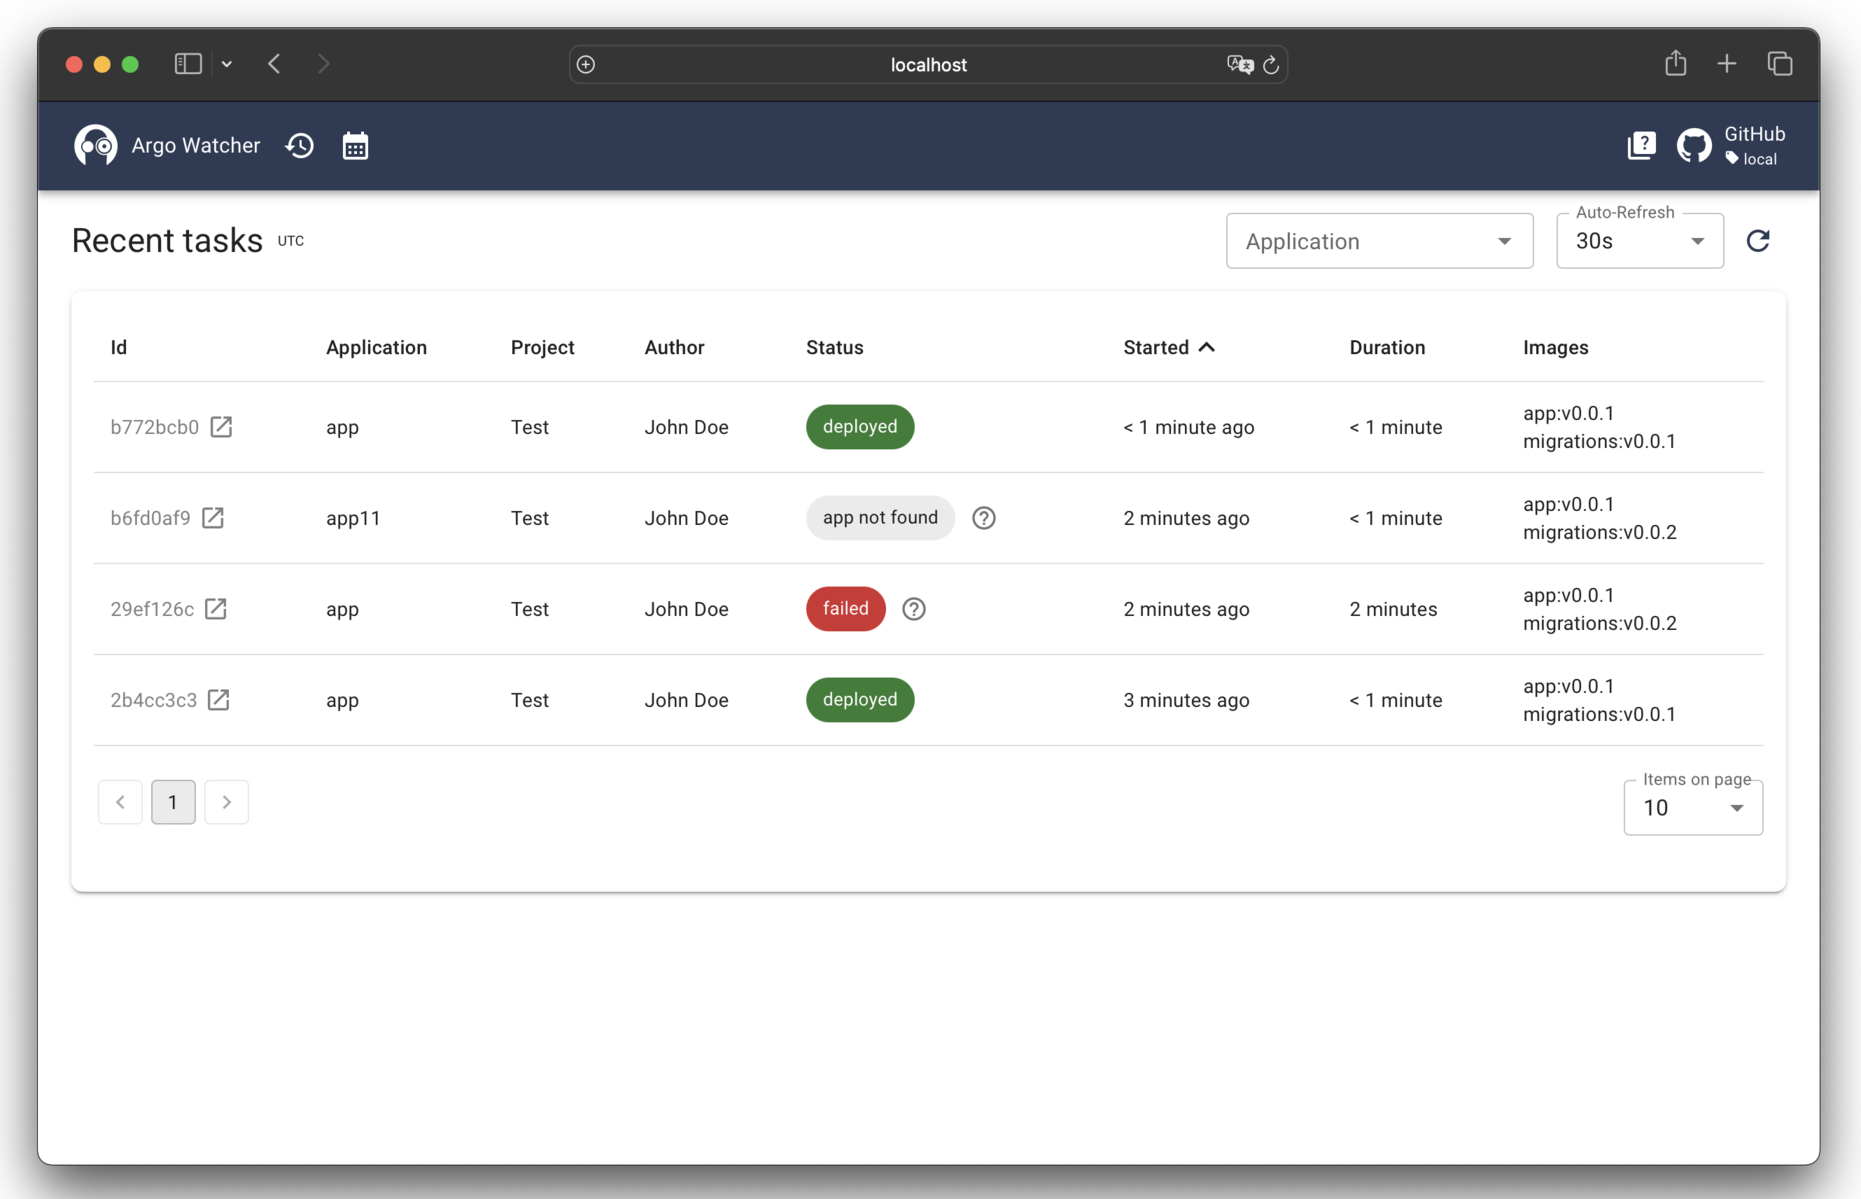 localhost
Argo Watcher
GitHub
local
Recent tasks UTC
Application
Auto-Refresh
30s
Id Application Project Author Status Started Duration Images
b772bcb0 app Test John Doe deployed < 1 minute ago < 1 minute app:v0.0.1
migrations:v0.0.1
b6fd0af9 app11 Test John Doe app not found 2 minutes ago < 1 minute app:v0.0.1
migrations:v0.0.2
29ef126c app Test John Doe failed 2 minutes ago 2 minutes app:v0.0.1
migrations:v0.0.2
2b4cc3c3 app Test John Doe deployed 3 minutes ago < 1 minute app:v0.0.1
migrations:v0.0.1
1
Items on page
10